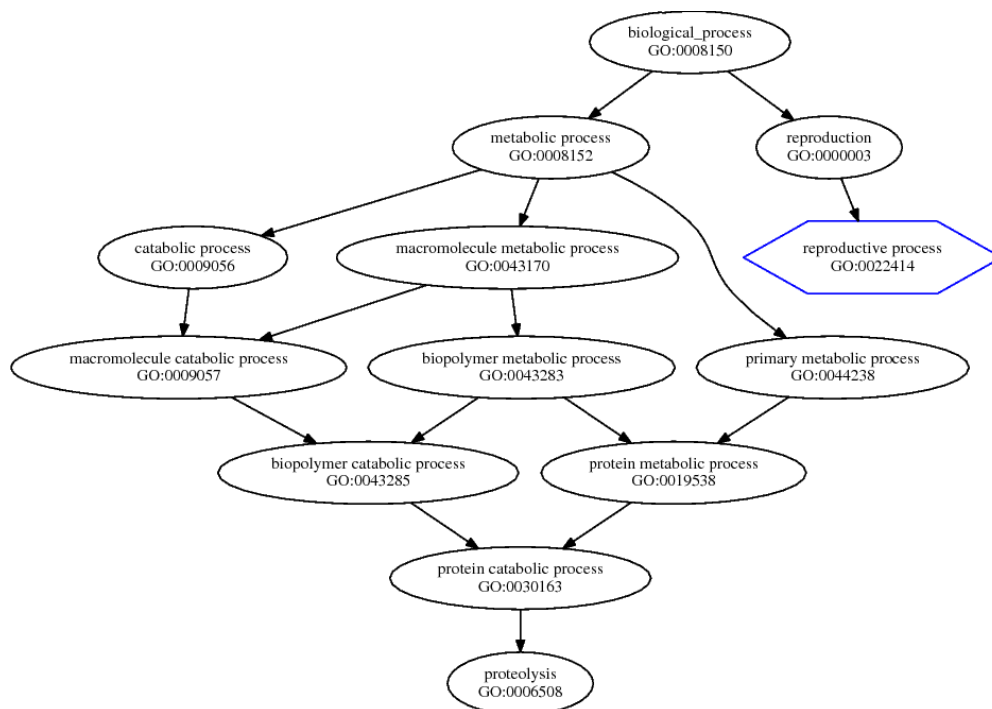 biological_process
GO:0008150
metabolic process
GO:0008152
reproduction
GO:0000003
catabolic process
GO:0009056
macromolecule metabolic process
GO:0043170
reproductive process
GO:0022414
macromolecule catabolic process
GO:0009057
biopolymer metabolic process
GO:0043283
primary metabolic process
GO:0044238
biopolymer catabolic process
GO:0043285
protein metabolic process
GO:0019538
protein catabolic process
GO:0030163
proteolysis
GO:0006508